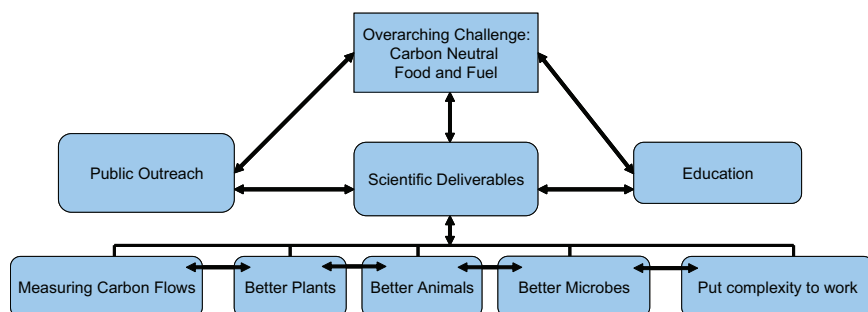 Overarching Challenge:
Carbon Neutral
Food and Fuel
Public Outreach
Scientific Deliverables
Education
Measuring Carbon Flows
Better Plants
Better Animals
Better Microbes
Put complexity to work